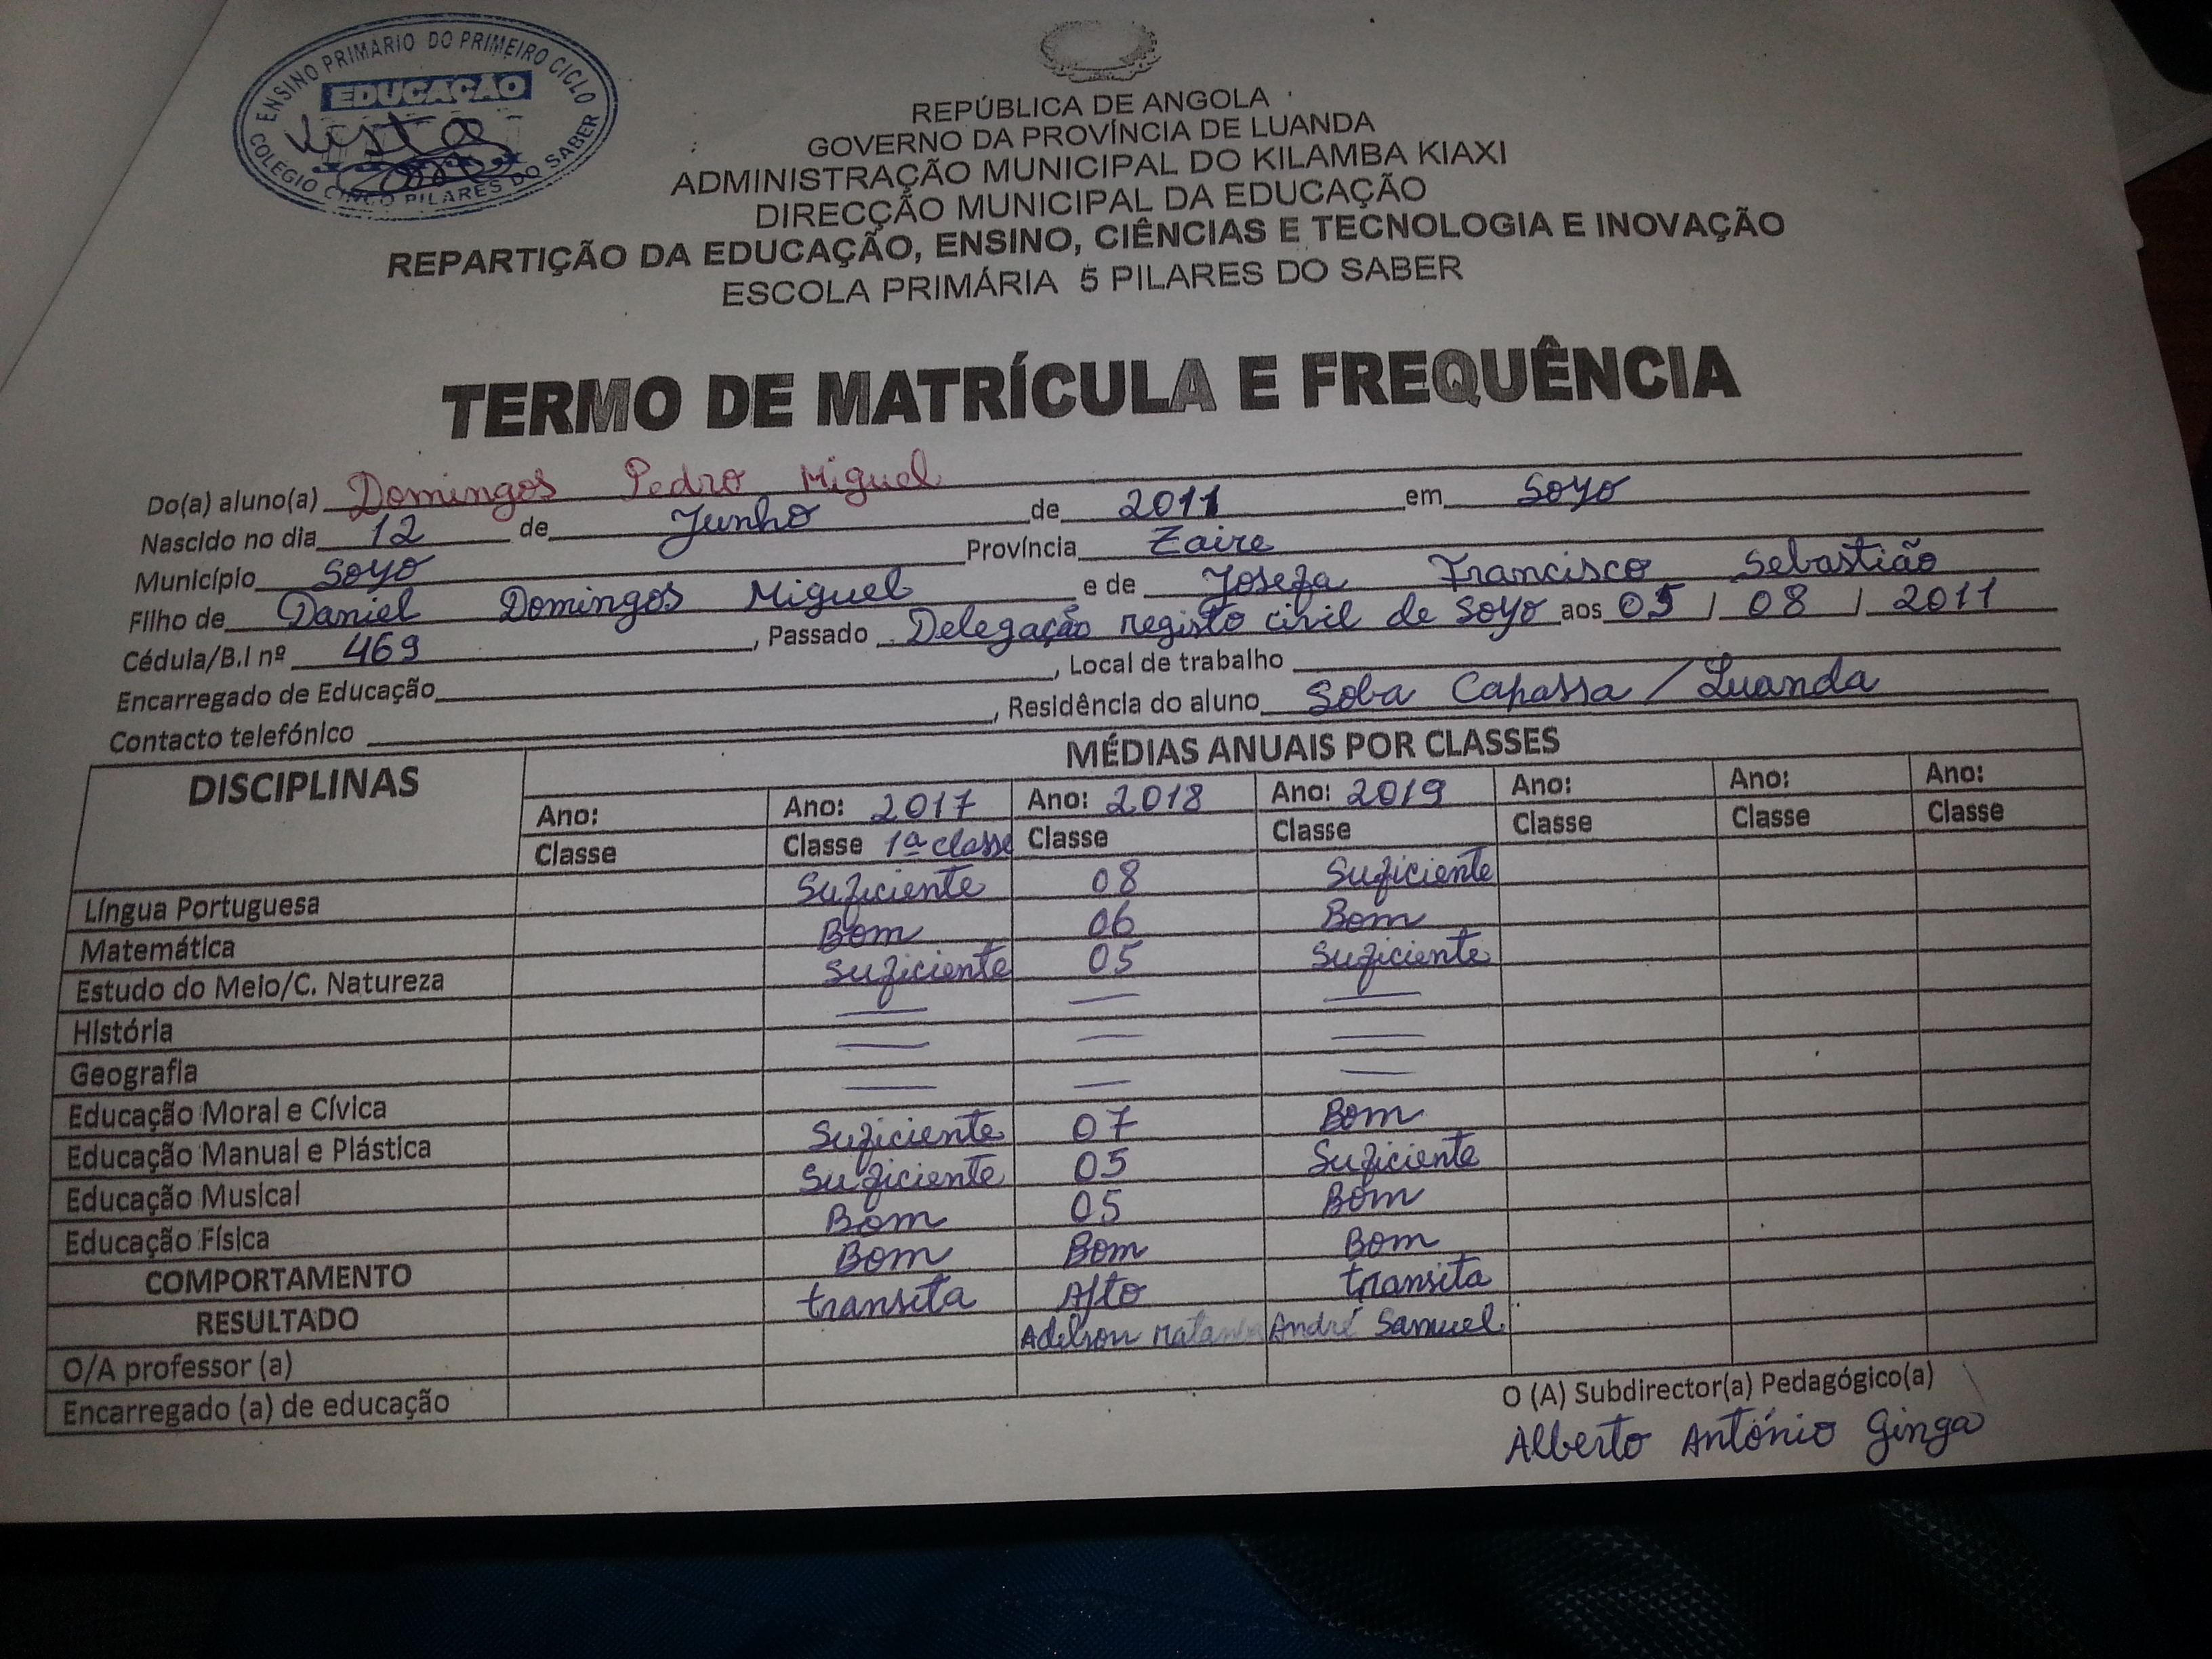 ENSINO PRIMARIO DO PRIMEIRO CICLO
EDUCAÇÃO
COLEGIO CINCO PILARES DO SABER
REPÚBLICA DE ANGOLA
GOVERNO DA PROVÍNCIA DE LUANDA
ADMINISTRAÇÃO MUNICIPAL DO KILAMBA KIAXI
DIRECÇÃO MUNICIPAL DA EDUCAÇÃO
REPARTIÇÃO DA EDUCAÇÃO, ENSINO, CIÊNCIAS E TECNOLOGIA E INOVAÇÃO
ESCOLA PRIMÁRIA 5 PILARES DO SABER
TERMO DE MATRÍCULA E FREQUÊNCIA
Do(a) aluno(a) Domingos Pedro Miguel
Nascido no dia 12 de Junho de 2011 em Soyo
Município Soyo Província Zaire
Filho de Daniel Domingos Miguel e de Josefa Francisco Sebastião
Cédula/B.I nº 469, Passado Delegação registo civil de Soyo aos 05 / 08 / 2011
Encarregado de Educação, Local de trabalho
Contacto telefónico, Residência do aluno Soba Capassa / Luanda
DISCIPLINAS MÉDIAS ANUAIS POR CLASSES
Ano: Ano: 2017 Ano: 2018 Ano: 2019 Ano: Ano: Ano:
Classe Classe 1ª classe Classe Classe Classe Classe Classe
Língua Portuguesa Suficiente 08 Suficiente
Matemática Bom 06 Bom
Estudo do Meio/C. Natureza Suficiente 05 Suficiente
História — — —
Geografia — — —
Educação Moral e Cívica — — —
Educação Manual e Plástica Suficiente 07 Bom
Educação Musical Suficiente 05 Suficiente
Educação Física Bom 05 Bom
COMPORTAMENTO Bom Bom Bom
RESULTADO transita Apto transita
O/A professor (a) Adelson André Samuel
Encarregado (a) de educação
O (A) Subdirector(a) Pedagógico(a)
Alberto António Ginga